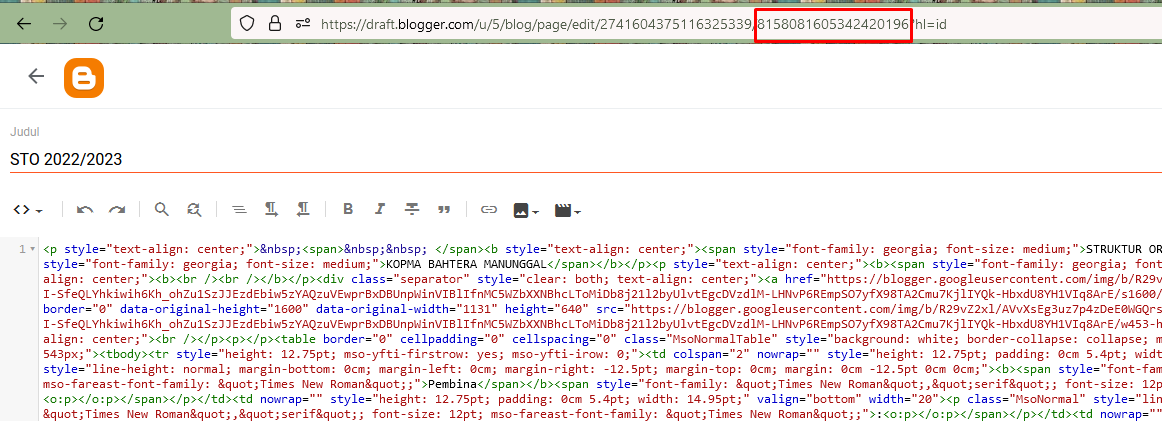 https://draft.blogger.com/u/5/blog/page/edit/2741604375116325339/8158081605342420196?hl=id
Judul
STO 2022/2023
1 <p style="text-align: center;">&nbsp;<span>&nbsp;&nbsp; </span><b style="text-align: center;"><span style="font-family: georgia; font-size: medium;">STRUKTUR OR
style="font-family: georgia; font-size: medium;">KOPMA BAHTERA MANUNGGAL</span></b></p><p style="text-align: center;"><b><span style="font-family: georgia; font
align: center;"><b><br /><br /></b></p><div class="separator" style="clear: both; text-align: center;"><a href="https://blogger.googleusercontent.com/img/b/R29v
border="0" data-original-height="1600" data-original-width="1131" height="640" src="https://blogger.googleusercontent.com/img/b/R29vZ2xl/AVvXsEg3uz7p4zDeE0WGQrs
align: center;"><br /></p><p></p><table border="0" cellpadding="0" cellspacing="0" class="MsoNormalTable" style="background: white; border-collapse: collapse; m
543px;"><tbody><tr style="height: 12.75pt; mso-yfti-firstrow: yes; mso-yfti-irow: 0;"><td colspan="2" nowrap="" style="height: 12.75pt; padding: 0cm 5.4pt; widt
style="line-height: normal; margin-bottom: 0cm; margin-left: 0cm; margin-right: -12.5pt; margin-top: 0cm; margin: 0cm -12.5pt 0cm 0cm;"><b><span style="font-fam
mso-fareast-font-family: &quot;Times New Roman&quot;;">Pembina</span></b><span style="font-family: &quot;Times New Roman&quot;,&quot;serif&quot;; font-size: 12p
<o:p></o:p></span></p></td><td nowrap="" style="height: 12.75pt; padding: 0cm 5.4pt; width: 14.95pt;" valign="bottom" width="20"><p class="MsoNormal" style="lin
&quot;Times New Roman&quot;,&quot;serif&quot;; font-size: 12pt; mso-fareast-font-family: &quot;Times New Roman&quot;;">:<o:p></o:p></span></p></td><td nowrap=""